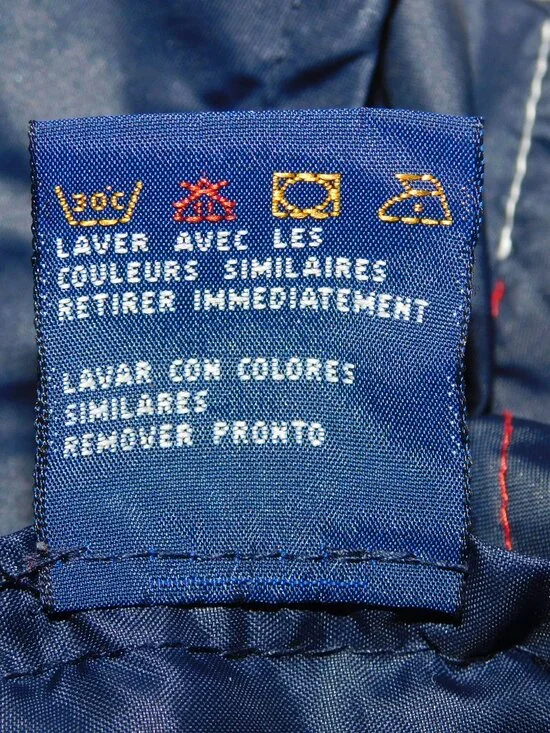 30°C
LAVER AVEC LES
COULEURS SIMILAIRES
RETIRER IMMEDIATEMENT
LAVAR CON COLORES
SIMILARES
REMOVER PRONTO